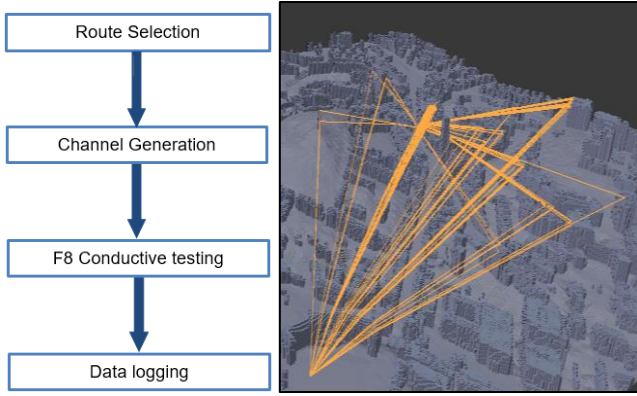 Route Selection
Channel Generation
F8 Conductive testing
Data logging